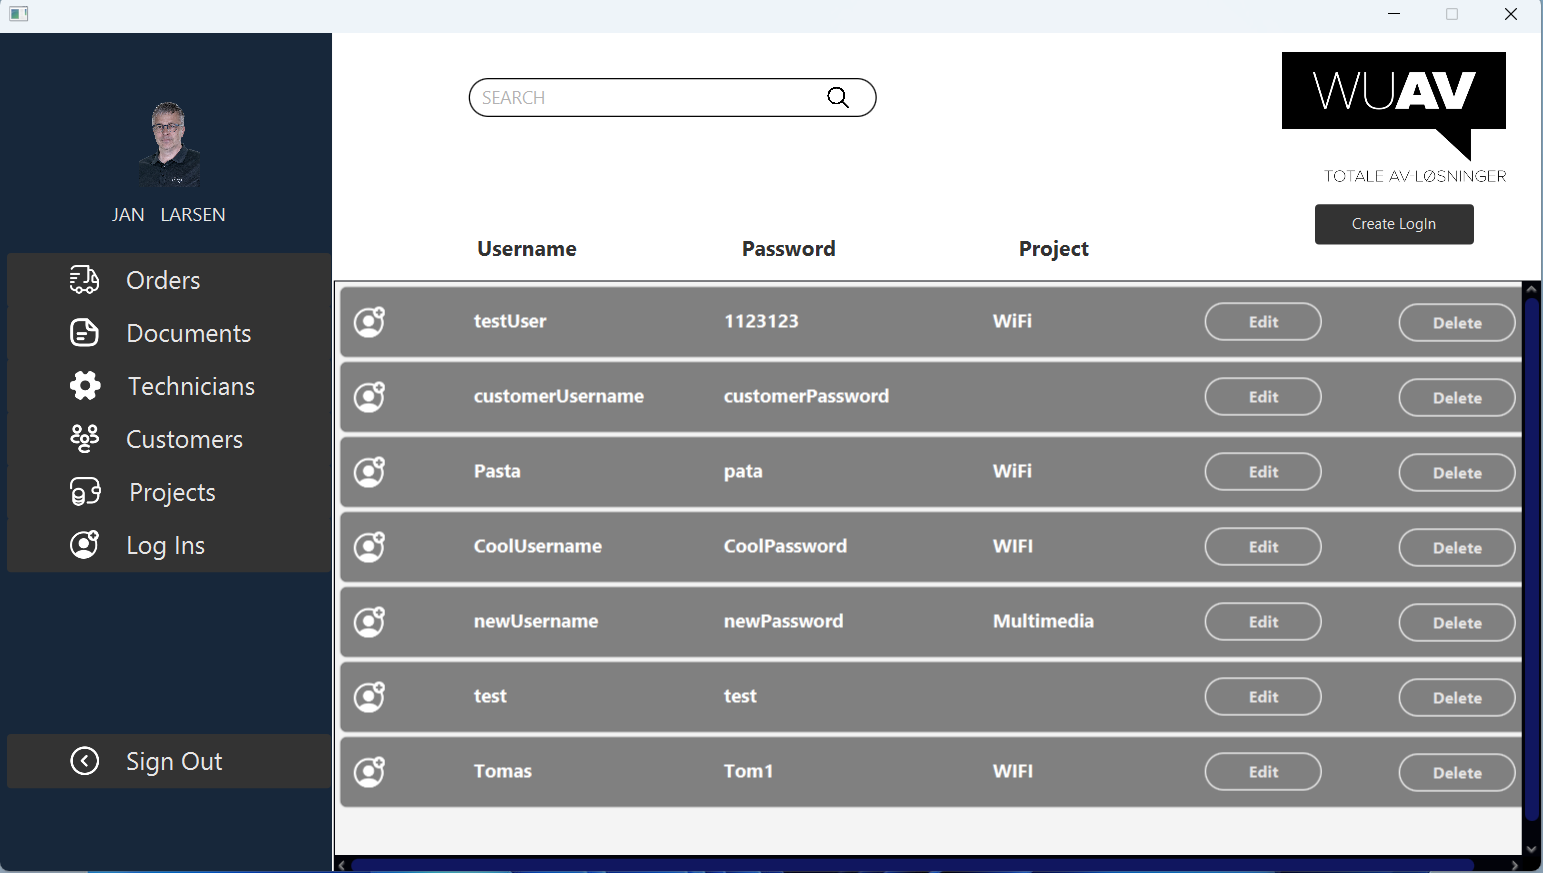 SEARCH
WUAV
TOTALE AV-LØSNINGER
JAN LARSEN
Create LogIn
Username Password Project
Orders
Documents
Technicians
Customers
Projects
Log Ins
Sign Out
testUser 1123123 WiFi Edit Delete
customerUsername customerPassword Edit Delete
Pasta pata WiFi Edit Delete
CoolUsername CoolPassword WIFI Edit Delete
newUsername newPassword Multimedia Edit Delete
test test Edit Delete
Tomas Tom1 WIFI Edit Delete